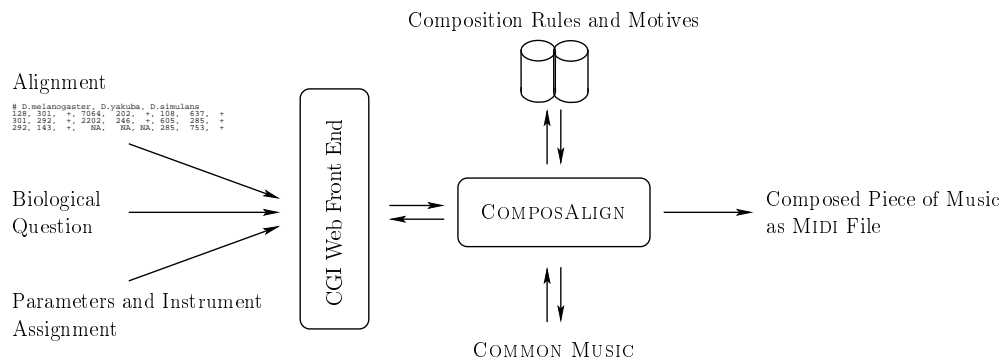 Composition Rules and Motives
Alignment
# D.melanogaster, D.yakuba, D.simulans
128, 301, +, 7064, 202, +, 108, 637, +
301, 292, +, 2202, 246, +, 605, 285, +
292, 143, +, NA, NA, NA, 285, 753, +
Biological
Question
Parameters and Instrument
Assignment
CGI Web Front End
COMPOSALIGN
Composed Piece of Music
as MIDI File
COMMON MUSIC